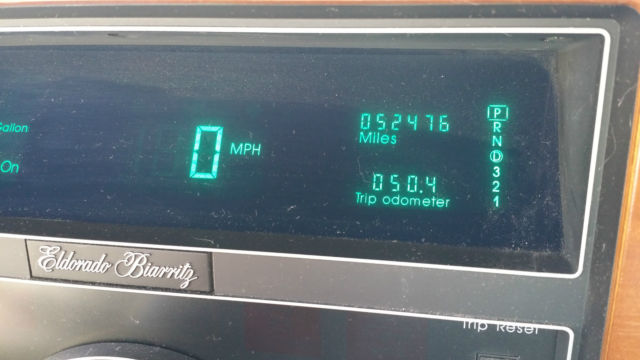 Gallon
On
0 MPH
052476
Miles
050.4
Trip odometer
P
R
N
D
3
2
1
Eldorado Biarritz
Trip Reset